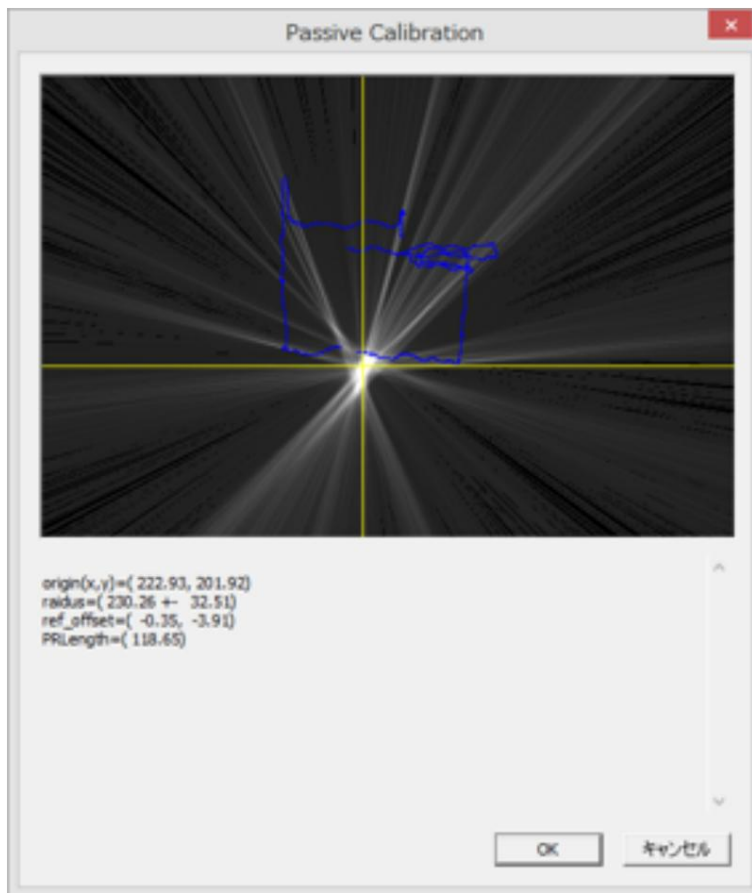 Passive Calibration
origin(x,y)=( 222.93, 201.92)
raidus=( 230.26 +- 32.51)
ref_offset=( -0.35, -3.91)
PRLength=( 118.65)
OK
キャンセル